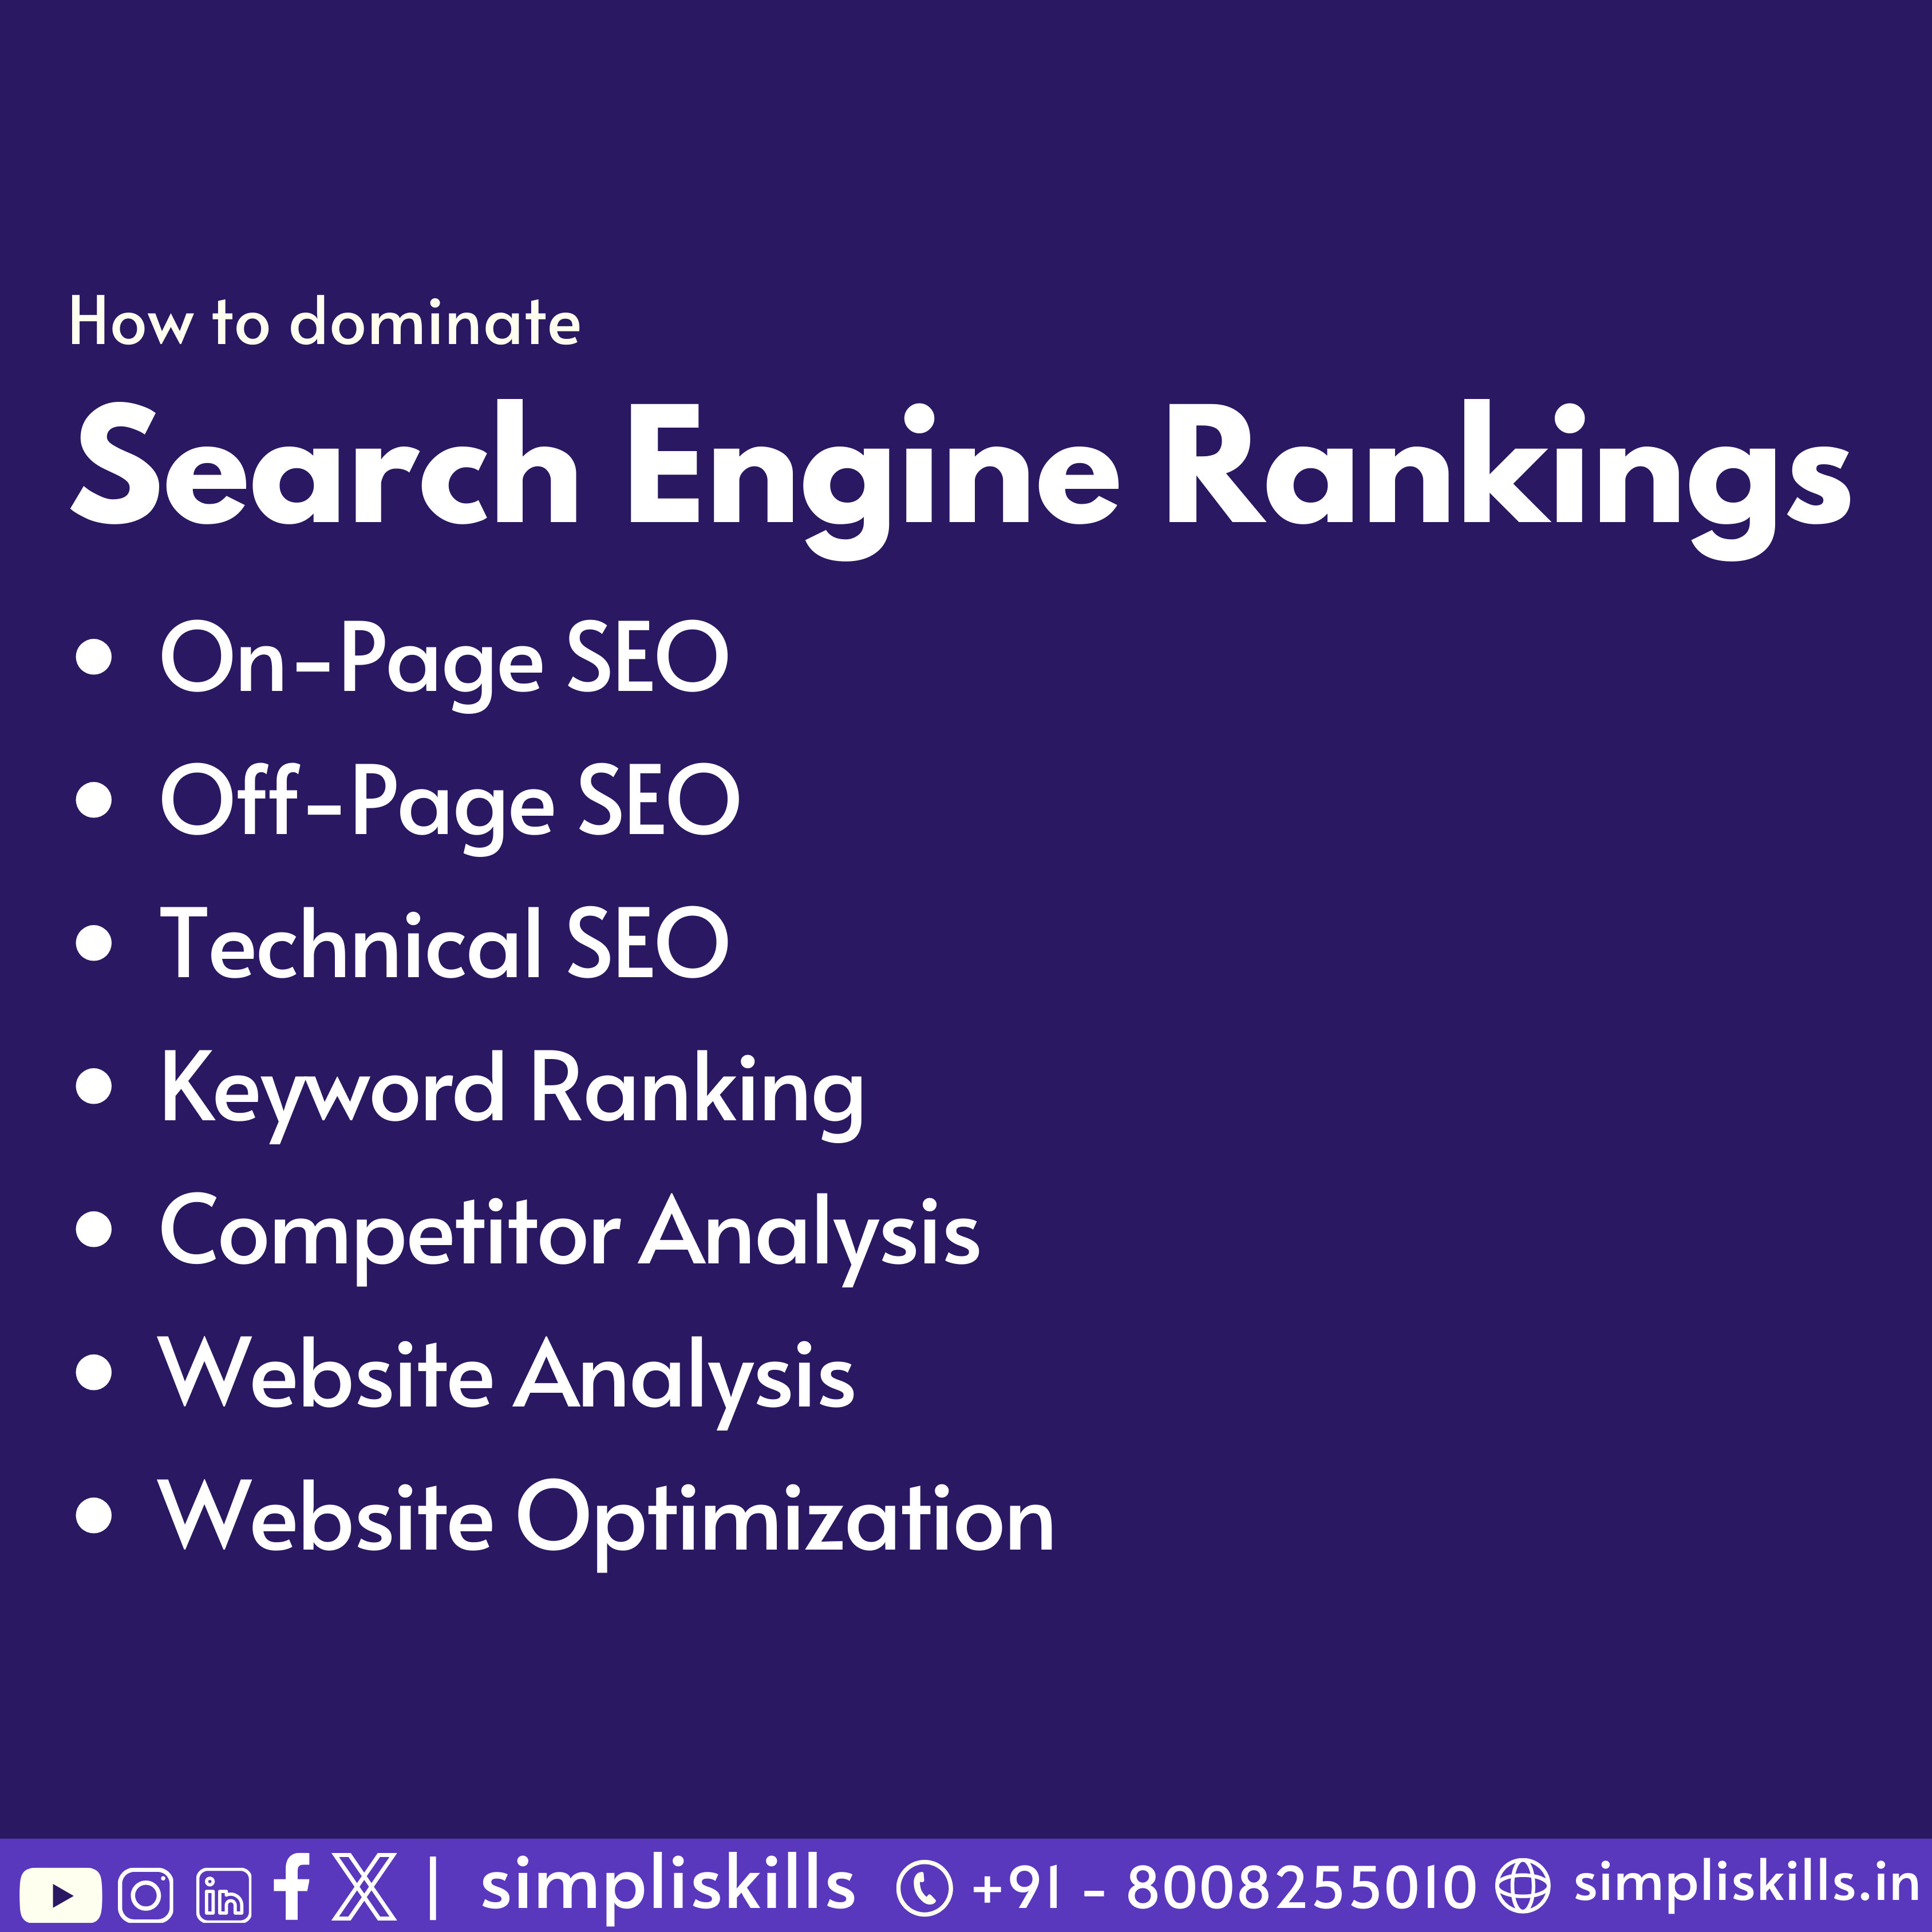 How to dominate
Search Engine Rankings
• On-Page SEO
• Off-Page SEO
• Technical SEO
• Keyword Ranking
• Competitor Analysis
• Website Analysis
• Website Optimization
in f X | simpliskills +91 - 8008255010 simpliskills.in